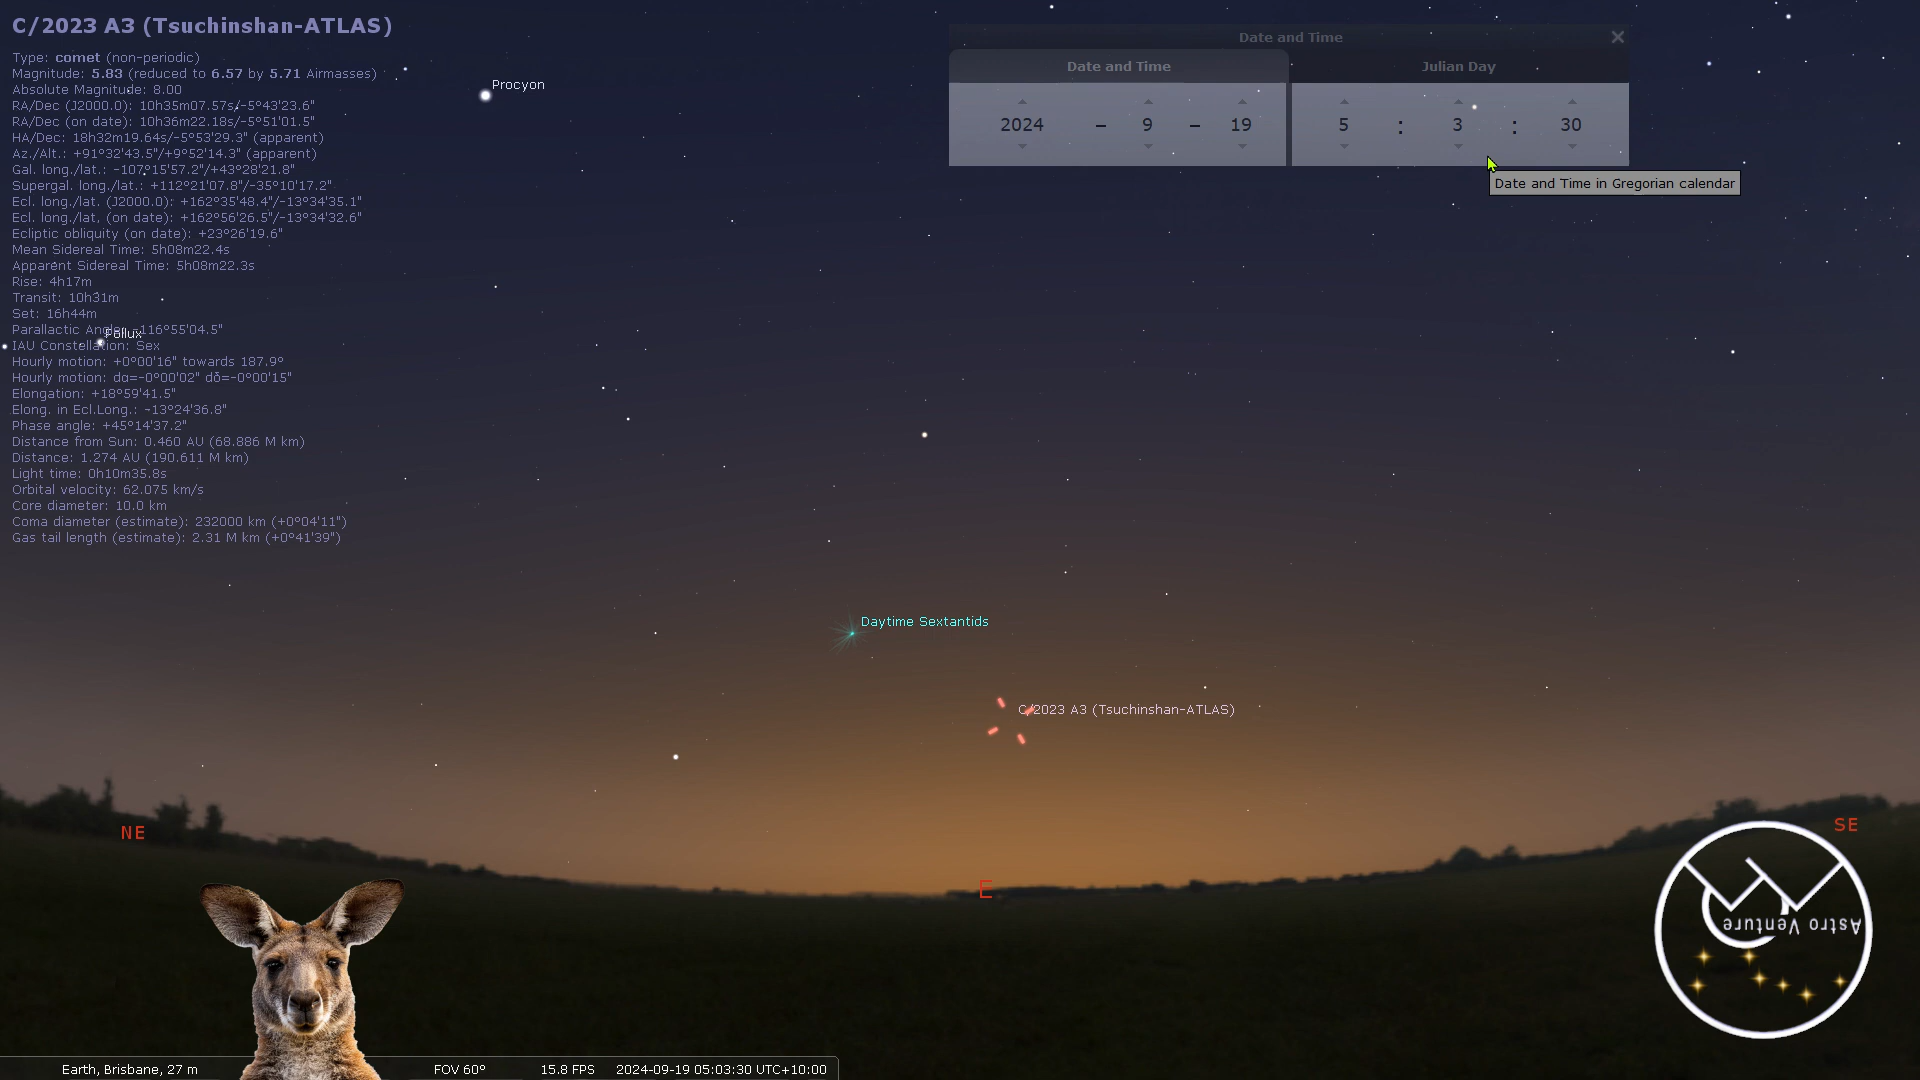 C/2023 A3 (Tsuchinshan-ATLAS)
Type: comet (non-periodic)
Magnitude: 5.83 (reduced to 6.57 by 5.71 Airmasses)
Absolute Magnitude: 8.00
RA/Dec (J2000.0): 10h35m07.57s/-5°43'23.6"
RA/Dec (on date): 10h36m22.18s/-5°51'01.5"
HA/Dec: 18h32m19.64s/-5°53'29.3" (apparent)
Az./Alt.: +91°32'43.5"/+9°52'14.3" (apparent)
Gal. long./lat.: -107°15'57.2"/+43°28'21.8"
Supergal. long./lat.: +112°21'07.8"/-35°10'17.2"
Ecl. long./lat. (J2000.0): +162°35'48.4"/-13°34'35.1"
Ecl. long./lat. (on date): +162°56'26.5"/-13°34'32.6"
Ecliptic obliquity (on date): +23°26'19.6"
Mean Sidereal Time: 5h08m22.4s
Apparent Sidereal Time: 5h08m22.3s
Rise: 4h17m
Transit: 10h31m
Set: 16h44m
Parallactic Angle: -116°55'04.5"
IAU Constellation: Sex
Hourly motion: +0°00'16" towards 187.9°
Hourly motion: dα=-0°00'02" dδ=-0°00'15"
Elongation: +18°59'41.5"
Elong. in Ecl.Long.: -13°24'36.8"
Phase angle: +45°14'37.2"
Distance from Sun: 0.460 AU (68.886 M km)
Distance: 1.274 AU (190.611 M km)
Light time: 0h10m35.8s
Orbital velocity: 62.075 km/s
Core diameter: 10.0 km
Coma diameter (estimate): 232000 km (+0°04'11")
Gas tail length (estimate): 2.31 M km (+0°41'39")
Procyon
Pollux
Date and Time
Date and Time
Julian Day
2024 - 9 - 19
5 : 3 : 30
Date and Time in Gregorian calendar
Daytime Sextantids
C/2023 A3 (Tsuchinshan-ATLAS)
NE
E
SE
Astro Venture
Earth, Brisbane, 27 m
FOV 60°
15.8 FPS
2024-09-19 05:03:30 UTC+10:00